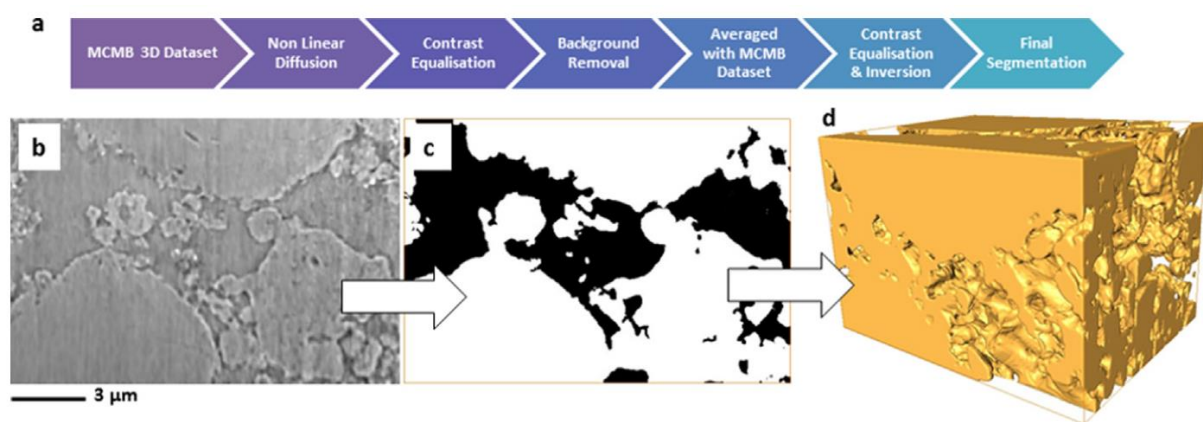 a
MCMB 3D Dataset
Non Linear
Diffusion
Contrast
Equalisation
Background
Removal
Averaged
with MCMB
Dataset
Contrast
Equalisation
& Inversion
Final
Segmentation
b
c
d
3 μm